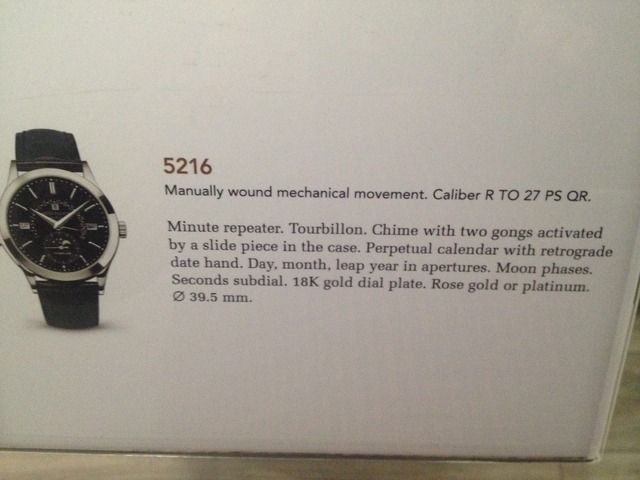 5216
Manually wound mechanical movement. Caliber R TO 27 PS QR.
Minute repeater. Tourbillon. Chime with two gongs activated
by a slide piece in the case. Perpetual calendar with retrograde
date hand. Day, month, leap year in apertures. Moon phases.
Seconds subdial. 18K gold dial plate. Rose gold or platinum.
Ø 39.5 mm.